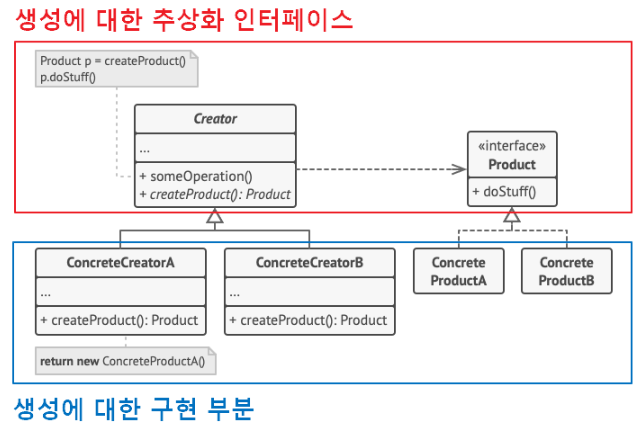 생성에 대한 추상화 인터페이스
Product p = createProduct()
p.doStuff()
Creator
...
+ someOperation()
+ createProduct(): Product
«interface»
Product
+ doStuff()
ConcreteCreatorA
...
+ createProduct(): Product
ConcreteCreatorB
...
+ createProduct(): Product
Concrete
ProductA
Concrete
ProductB
return new ConcreteProductA()
생성에 대한 구현 부분